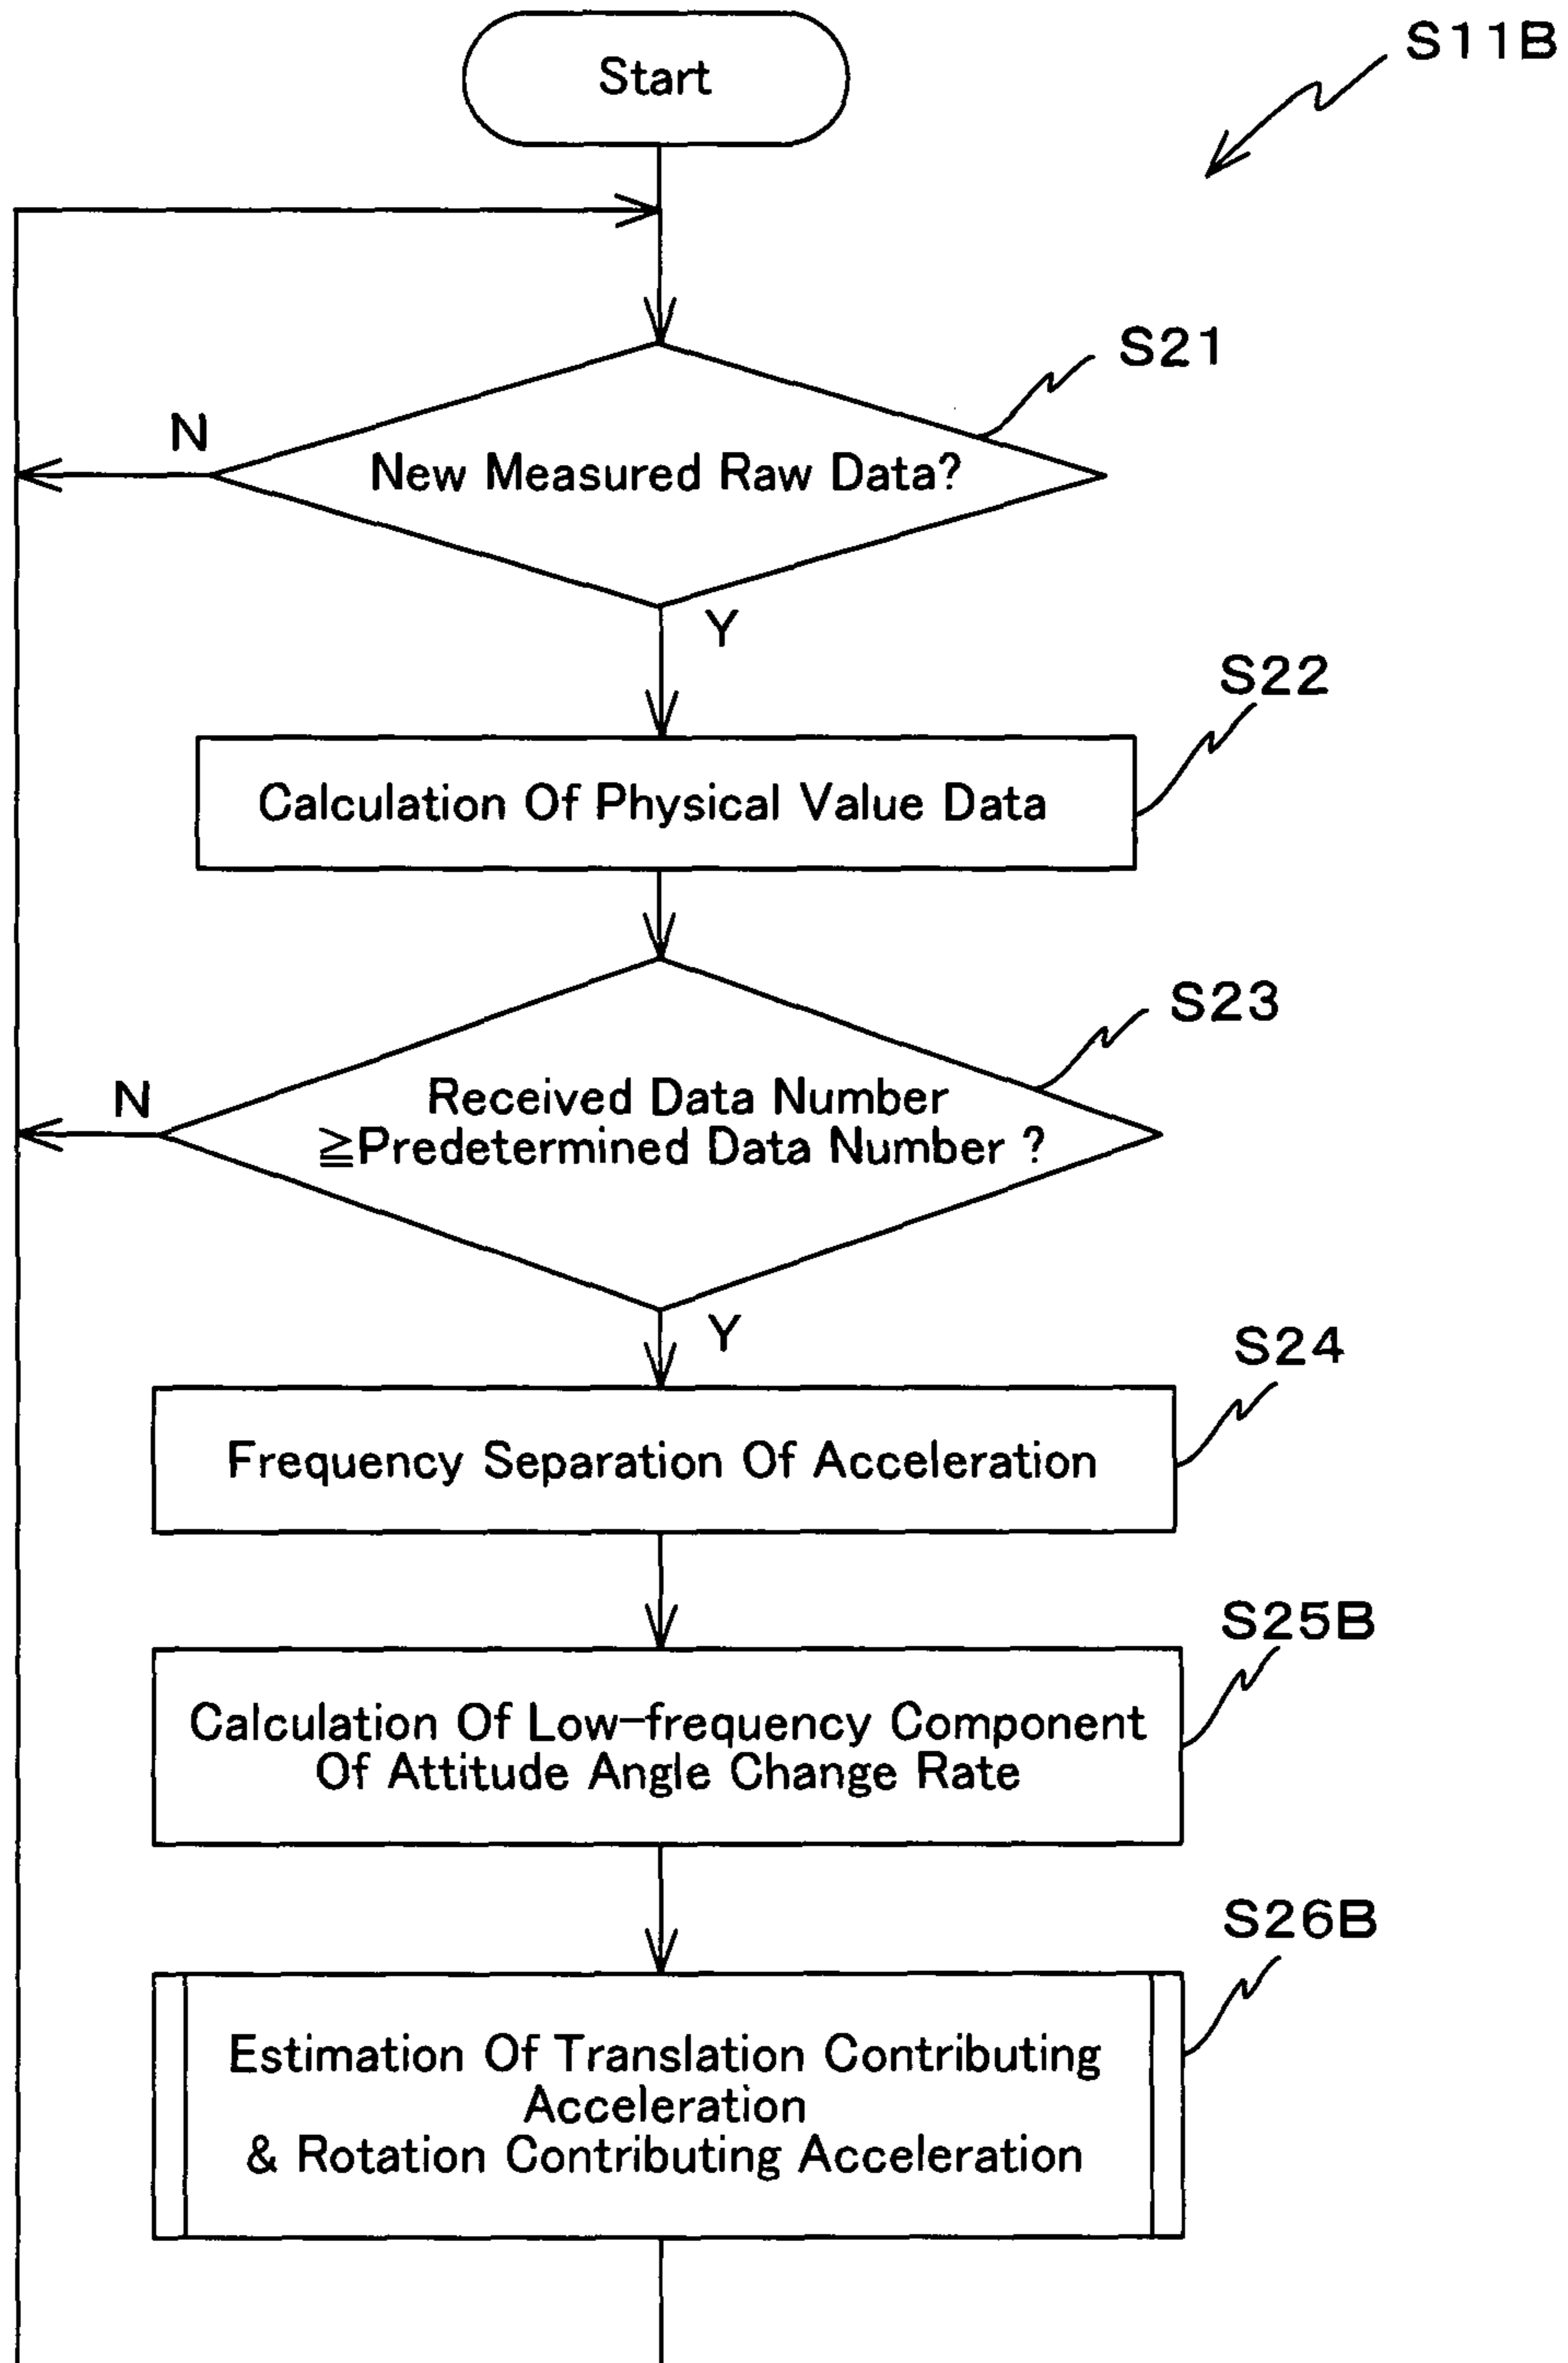 Start
S11B
S21
N
New Measured Raw Data?
Y
S22
Calculation Of Physical Value Data
S23
N
Received Data Number
≧Predetermined Data Number ?
Y
S24
Frequency Separation Of Acceleration
S25B
Calculation Of Low-frequency Component
Of Attitude Angle Change Rate
S26B
Estimation Of Translation Contributing
Acceleration
& Rotation Contributing Acceleration